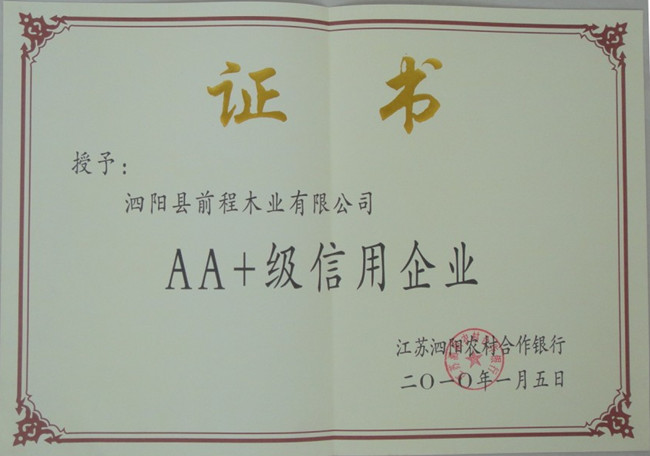 证书
授予：
泗阳县前程木业有限公司
AA+级信用企业
江苏泗阳农村合作银行
二〇一〇年一月五日